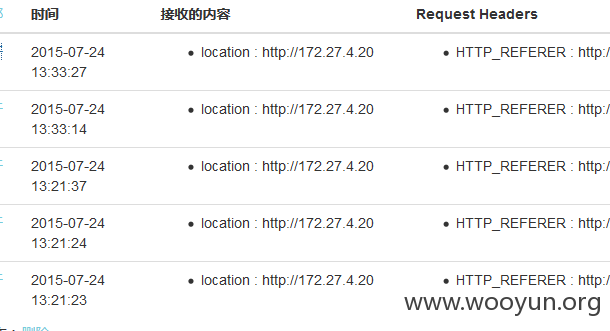 时间 接收的内容 Request Headers
2015-07-24 • location : http://172.27.4.20 • HTTP_REFERER : http:/
13:33:27
2015-07-24 • location : http://172.27.4.20 • HTTP_REFERER : http:/
13:33:14
2015-07-24 • location : http://172.27.4.20 • HTTP_REFERER : http:/
13:21:37
2015-07-24 • location : http://172.27.4.20 • HTTP_REFERER : http:/
13:21:24
2015-07-24 • location : http://172.27.4.20 • HTTP_REFERER : http:/
13:21:23
www.wooyun.org